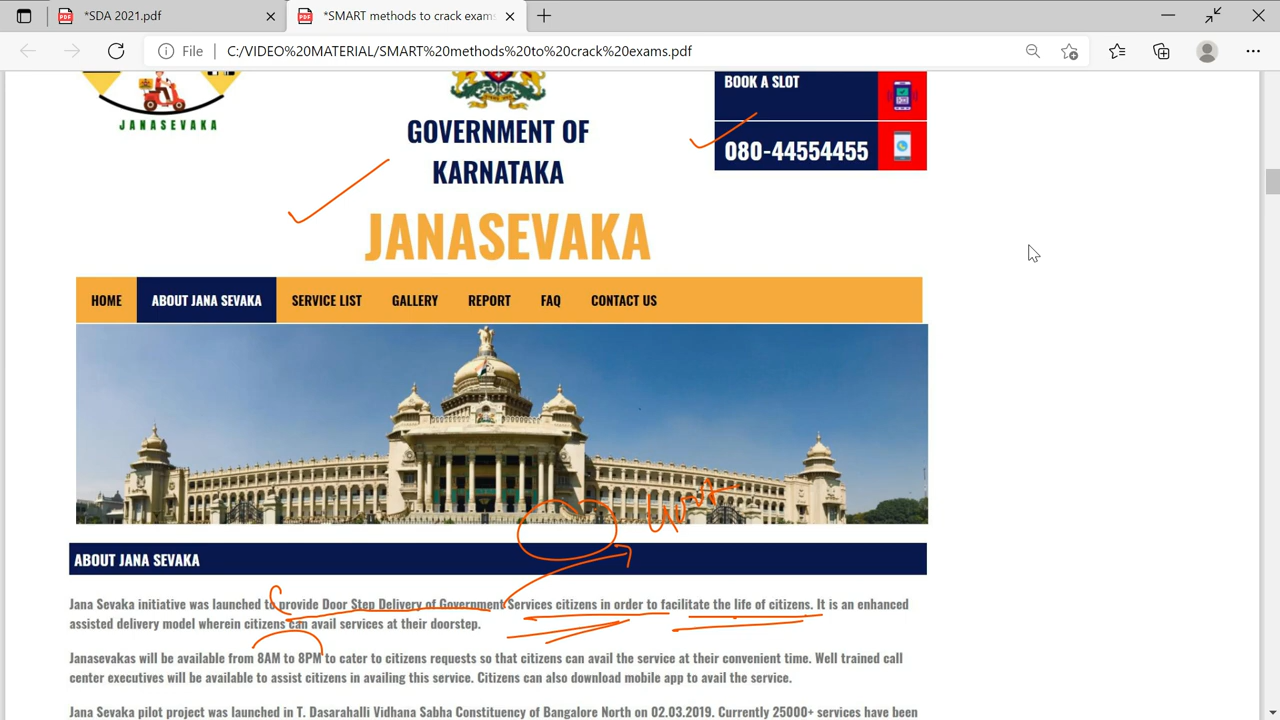 *SDA 2021.pdf
*SMART methods to crack exams
File
C:/VIDEO%20MATERIAL/SMART%20methods%20to%20crack%20exams.pdf
JANASEVAKA
GOVERNMENT OF
KARNATAKA
BOOK A SLOT
080-44554455
JANASEVAKA
HOME ABOUT JANA SEVAKA SERVICE LIST GALLERY REPORT FAQ CONTACT US
ABOUT JANA SEVAKA
Jana Sevaka initiative was launched to provide Door Step Delivery of Government Services citizens in order to facilitate the life of citizens. It is an enhanced
assisted delivery model wherein citizens can avail services at their doorstep.
Janasevakas will be available from 8AM to 8PM to cater to citizens requests so that citizens can avail the service at their convenient time. Well trained call
center executives will be available to assist citizens in availing this service. Citizens can also download mobile app to avail the service.
Jana Sevaka pilot project was launched in T. Dasarahalli Vidhana Sabha Constituency of Bangalore North on 02.03.2019. Currently 25000+ services have been